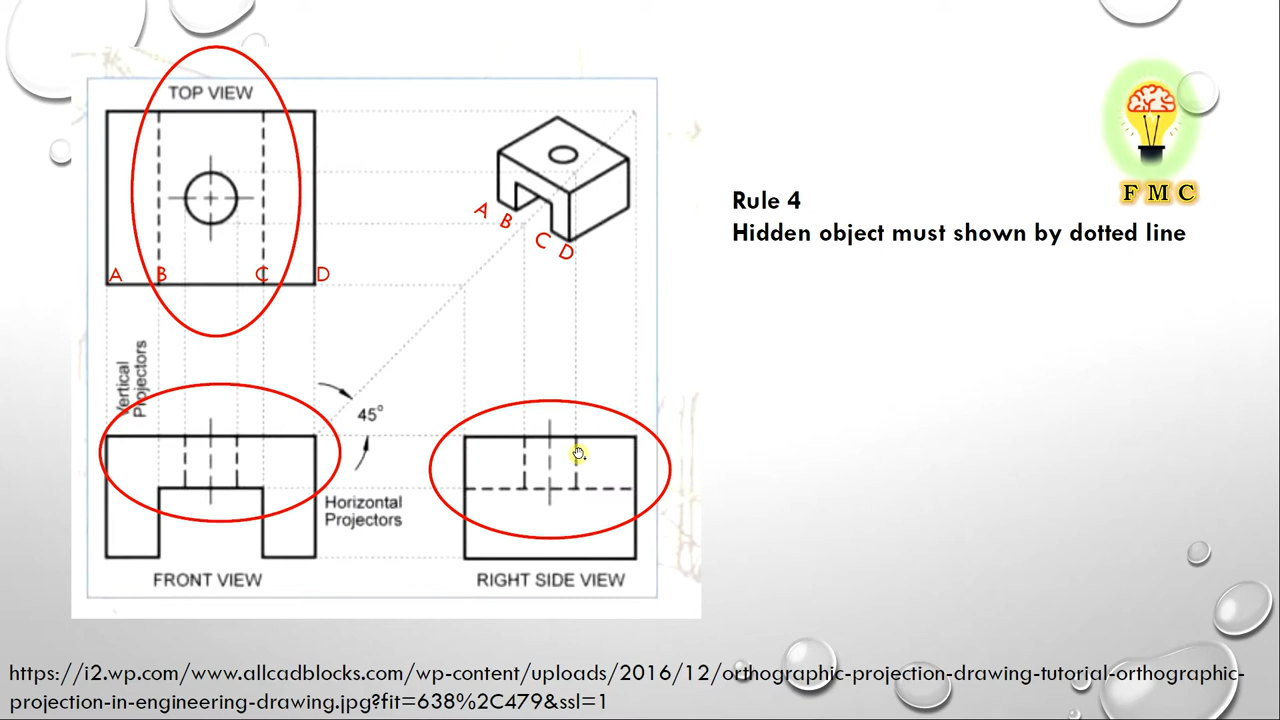 TOP VIEW
A B C D
A
B
C
D
Vertical
Projectors
45°
Horizontal
Projectors
FRONT VIEW
RIGHT SIDE VIEW
Rule 4
Hidden object must shown by dotted line
F M C
https://i2.wp.com/www.allcadblocks.com/wp-content/uploads/2016/12/orthographic-projection-drawing-tutorial-orthographic-
projection-in-engineering-drawing.jpg?fit=638%2C479&ssl=1